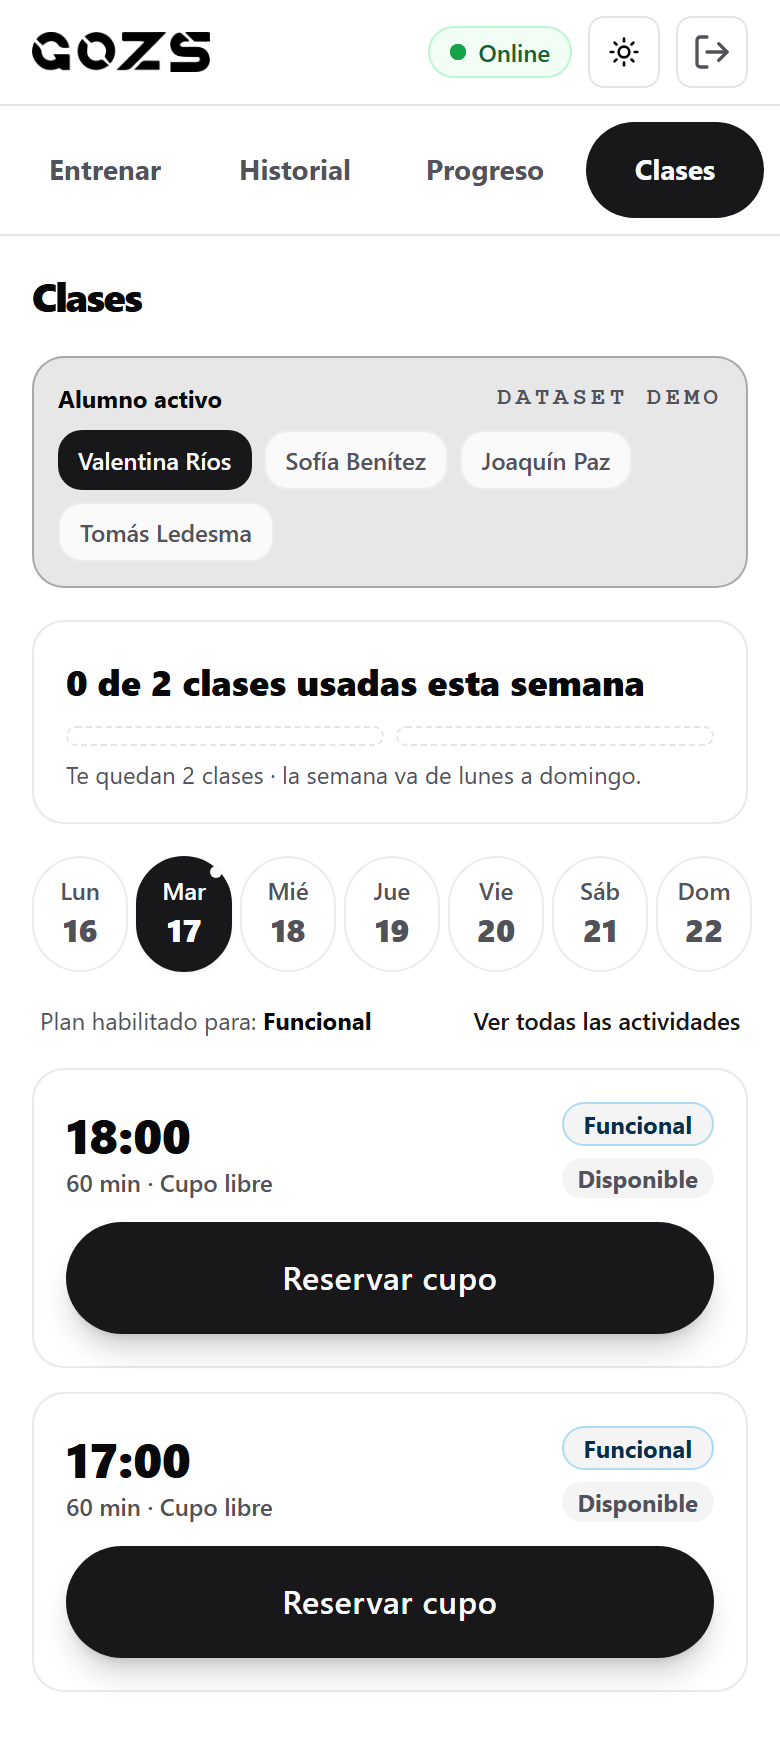 GOZS
Online
Entrenar Historial Progreso Clases
Clases
Alumno activo DATASET DEMO
Valentina Ríos Sofía Benítez Joaquín Paz
Tomás Ledesma
0 de 2 clases usadas esta semana
Te quedan 2 clases · la semana va de lunes a domingo.
Lun Mar Mié Jue Vie Sáb Dom
16 17 18 19 20 21 22
Plan habilitado para: Funcional Ver todas las actividades
18:00 Funcional
60 min · Cupo libre Disponible
Reservar cupo
17:00 Funcional
60 min · Cupo libre Disponible
Reservar cupo